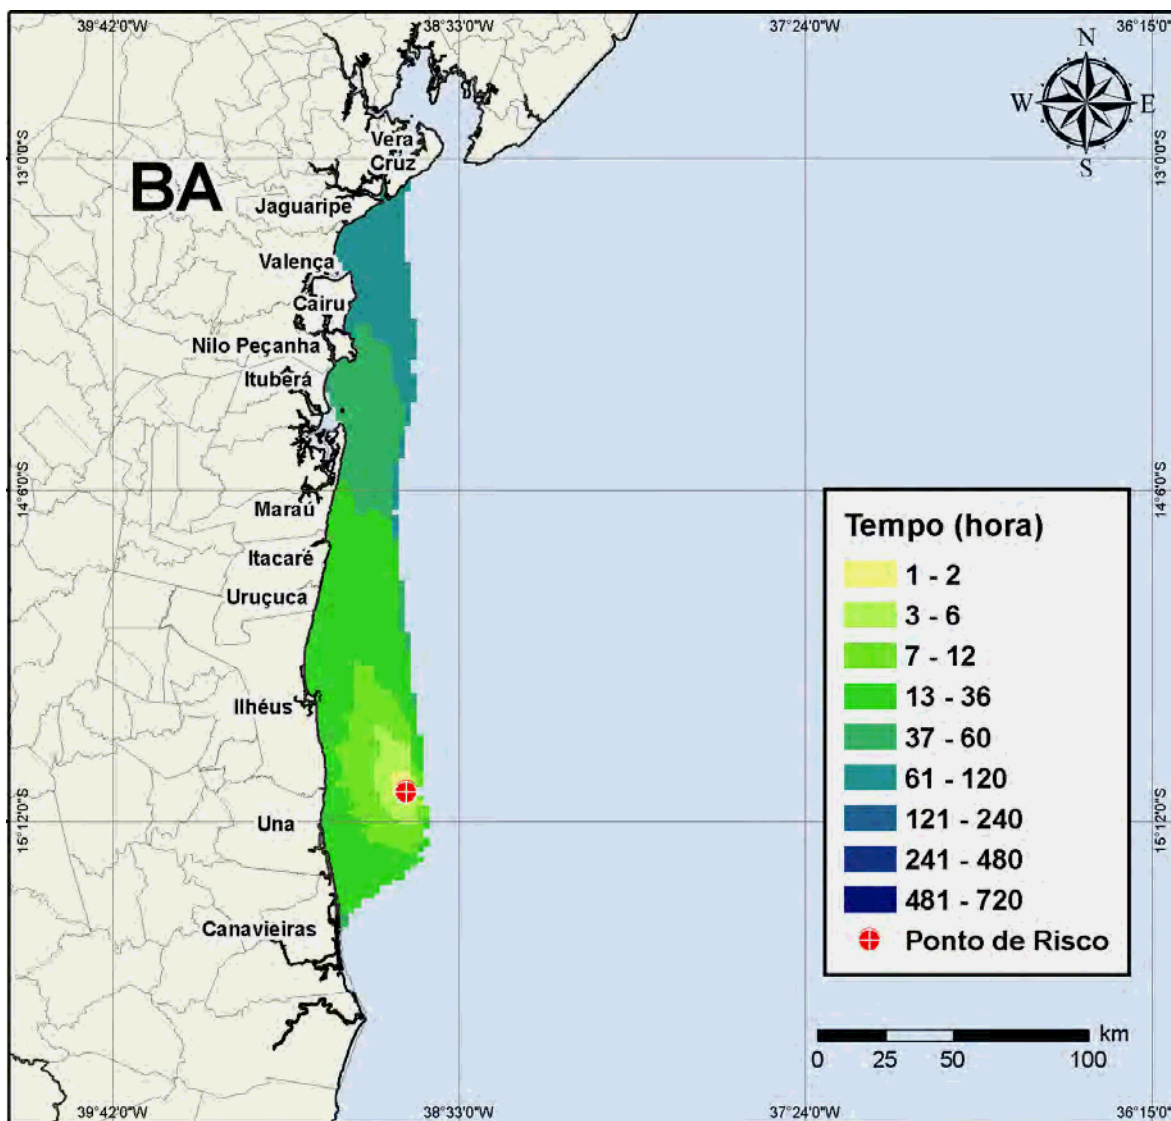 39°42'0"W
38°33'0"W
37°24'0"W
36°15'0"W
N
W
E
S
13°0'0"S
13°0'0"S
Vera
Cruz
BA
Jaguaripe
Valença
Cairu
Nilo Peçanha
Ituberá
14°6'0"S
14°6'0"S
Maraú
Itacaré
Uruçuca
Ilhéus
Una
15°12'0"S
15°12'0"S
Canavieiras
Tempo (hora)
1 - 2
3 - 6
7 - 12
13 - 36
37 - 60
61 - 120
121 - 240
241 - 480
481 - 720
Ponto de Risco
km
0 25 50 100
39°42'0"W
38°33'0"W
37°24'0"W
36°15'0"W